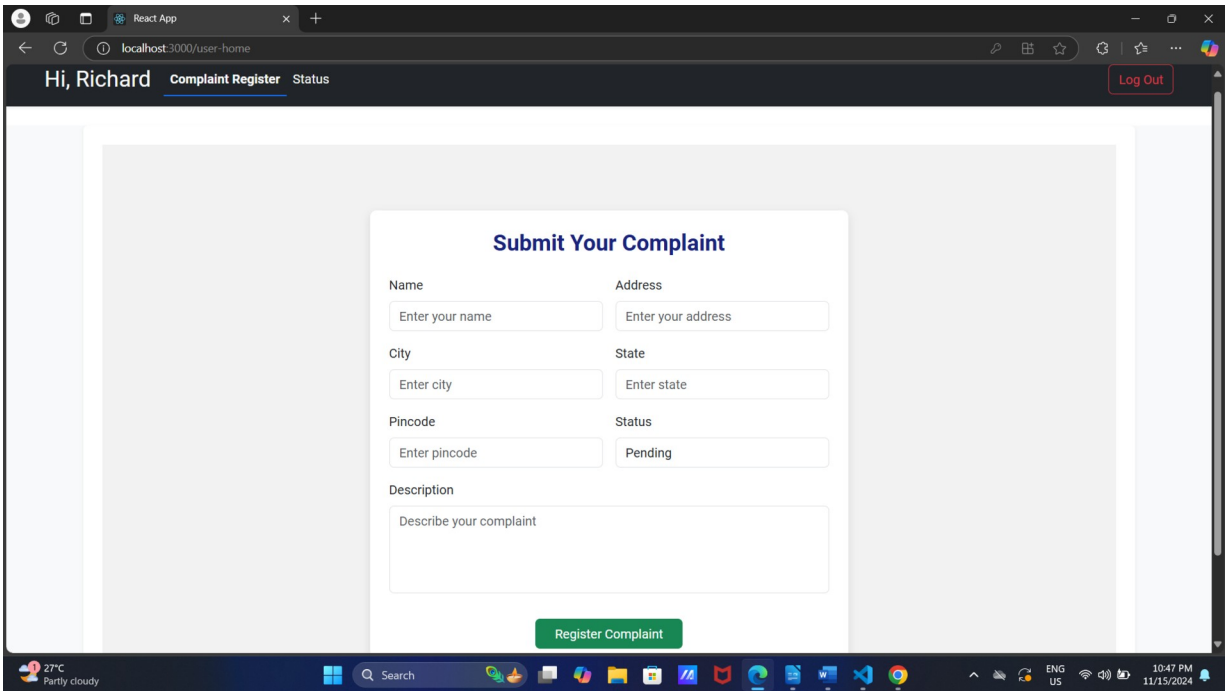 React App
localhost:3000/user-home
Hi, Richard Complaint Register Status Log Out
Submit Your Complaint
Name Address
Enter your name Enter your address
City State
Enter city Enter state
Pincode Status
Enter pincode Pending
Description
Describe your complaint
Register Complaint
1 27°C Search ENG 10:47 PM
Partly cloudy US 11/15/2024